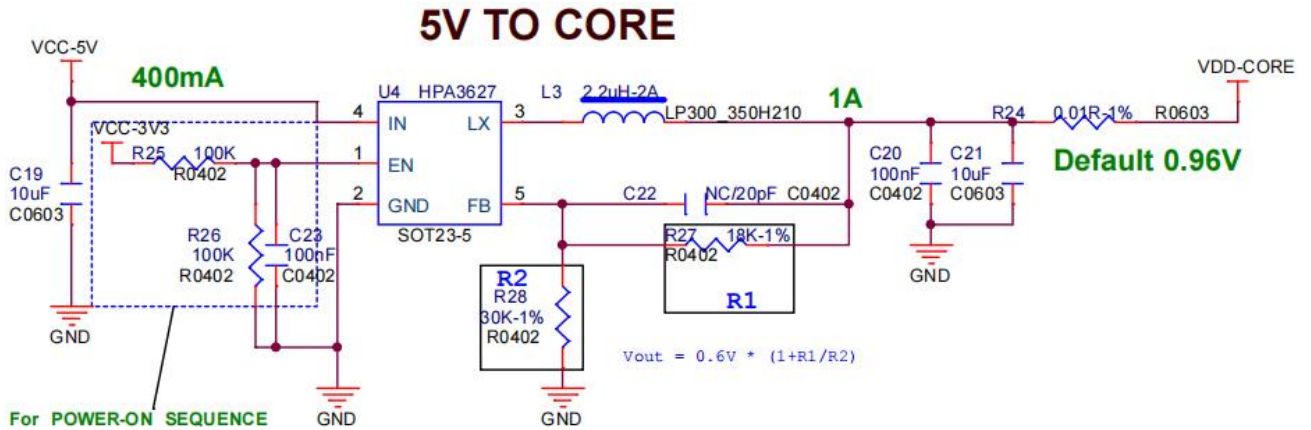 5V TO CORE
VCC-5V
400mA
VCC-3V3
R25 100K
R0402
C19
10uF
C0603
R26
100K
R0402
C23
100nF
C0402
GND
For POWER-ON SEQUENCE
GND
U4 HPA3627
4 IN LX 3
1 EN
2 GND FB 5
SOT23-5
L3 2.2uH-2A
LP300_350H210
1A
C22 NC/20pF C0402
R27 18K-1%
R0402
R1
R2
R28
30K-1%
R0402
GND
Vout = 0.6V * (1+R1/R2)
C20
100nF
C0402
C21
10uF
C0603
GND
R24 0.01R-1% R0603
VDD-CORE
Default 0.96V